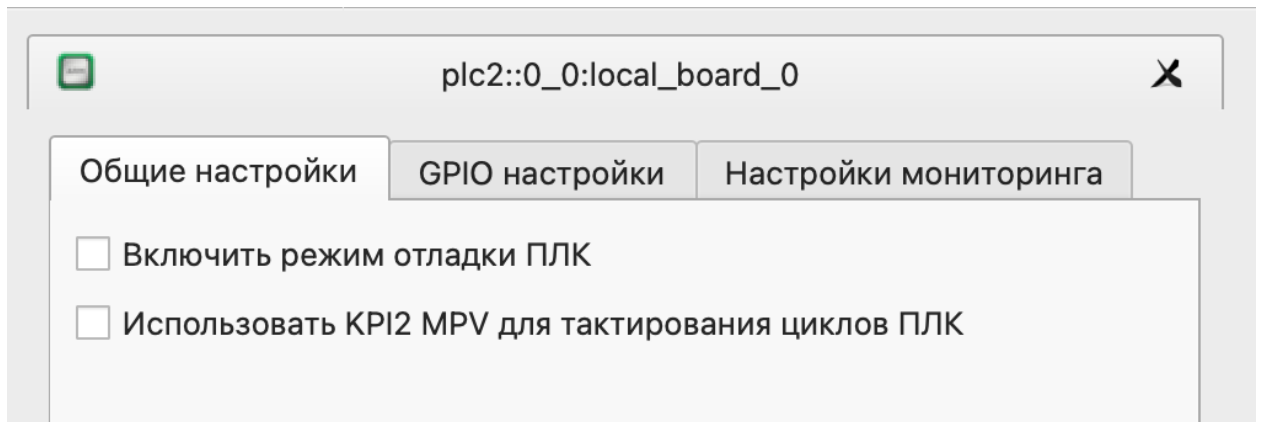 plc2::0_0:local_board_0
Общие настройки GPIO настройки Настройки мониторинга
Включить режим отладки ПЛК
Использовать KPI2 MPV для тактирования циклов ПЛК